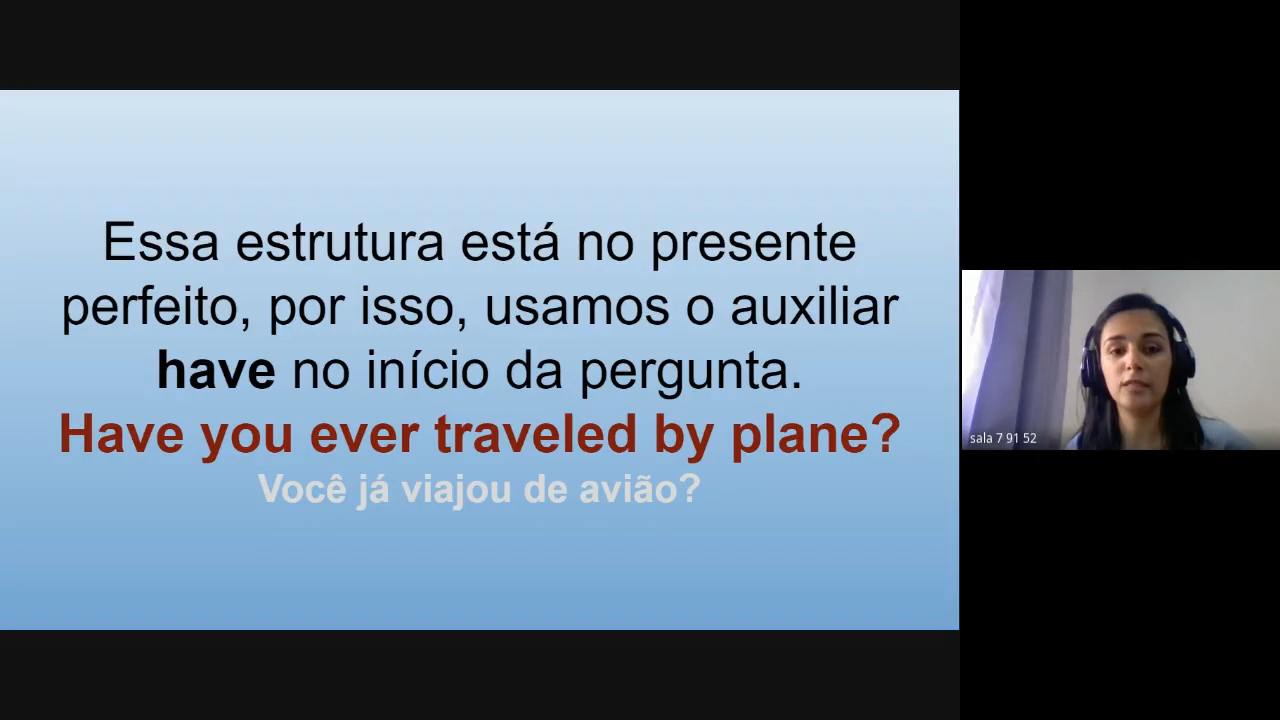 Essa estrutura está no presente
perfeito, por isso, usamos o auxiliar
have no início da pergunta.
Have you ever traveled by plane?
Você já viajou de avião?
sala 7 91 52